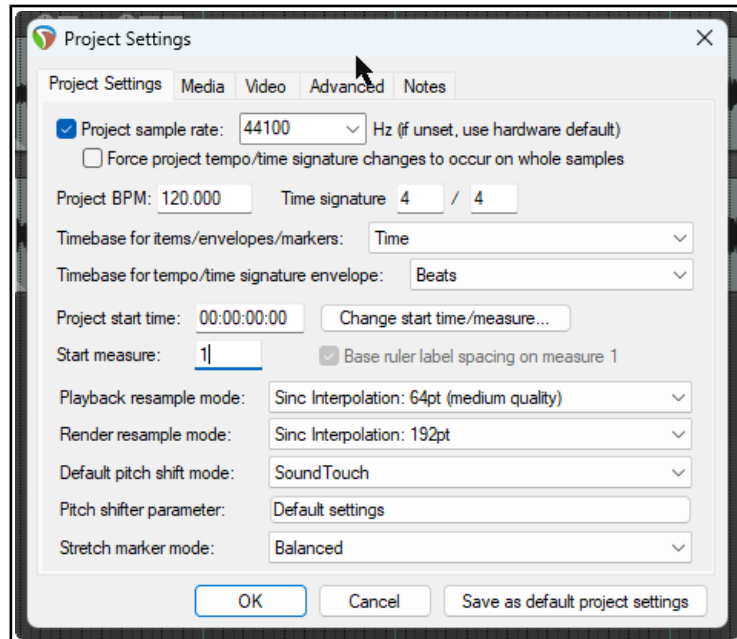 Project Settings
Project Settings Media Video Advanced Notes
Project sample rate: 44100 Hz (if unset, use hardware default)
Force project tempo/time signature changes to occur on whole samples
Project BPM: 120.000 Time signature 4 / 4
Timebase for items/envelopes/markers: Time
Timebase for tempo/time signature envelope: Beats
Project start time: 00:00:00:00 Change start time/measure...
Start measure: 1 Base ruler label spacing on measure 1
Playback resample mode: Sinc Interpolation: 64pt (medium quality)
Render resample mode: Sinc Interpolation: 192pt
Default pitch shift mode: SoundTouch
Pitch shifter parameter: Default settings
Stretch marker mode: Balanced
OK Cancel Save as default project settings